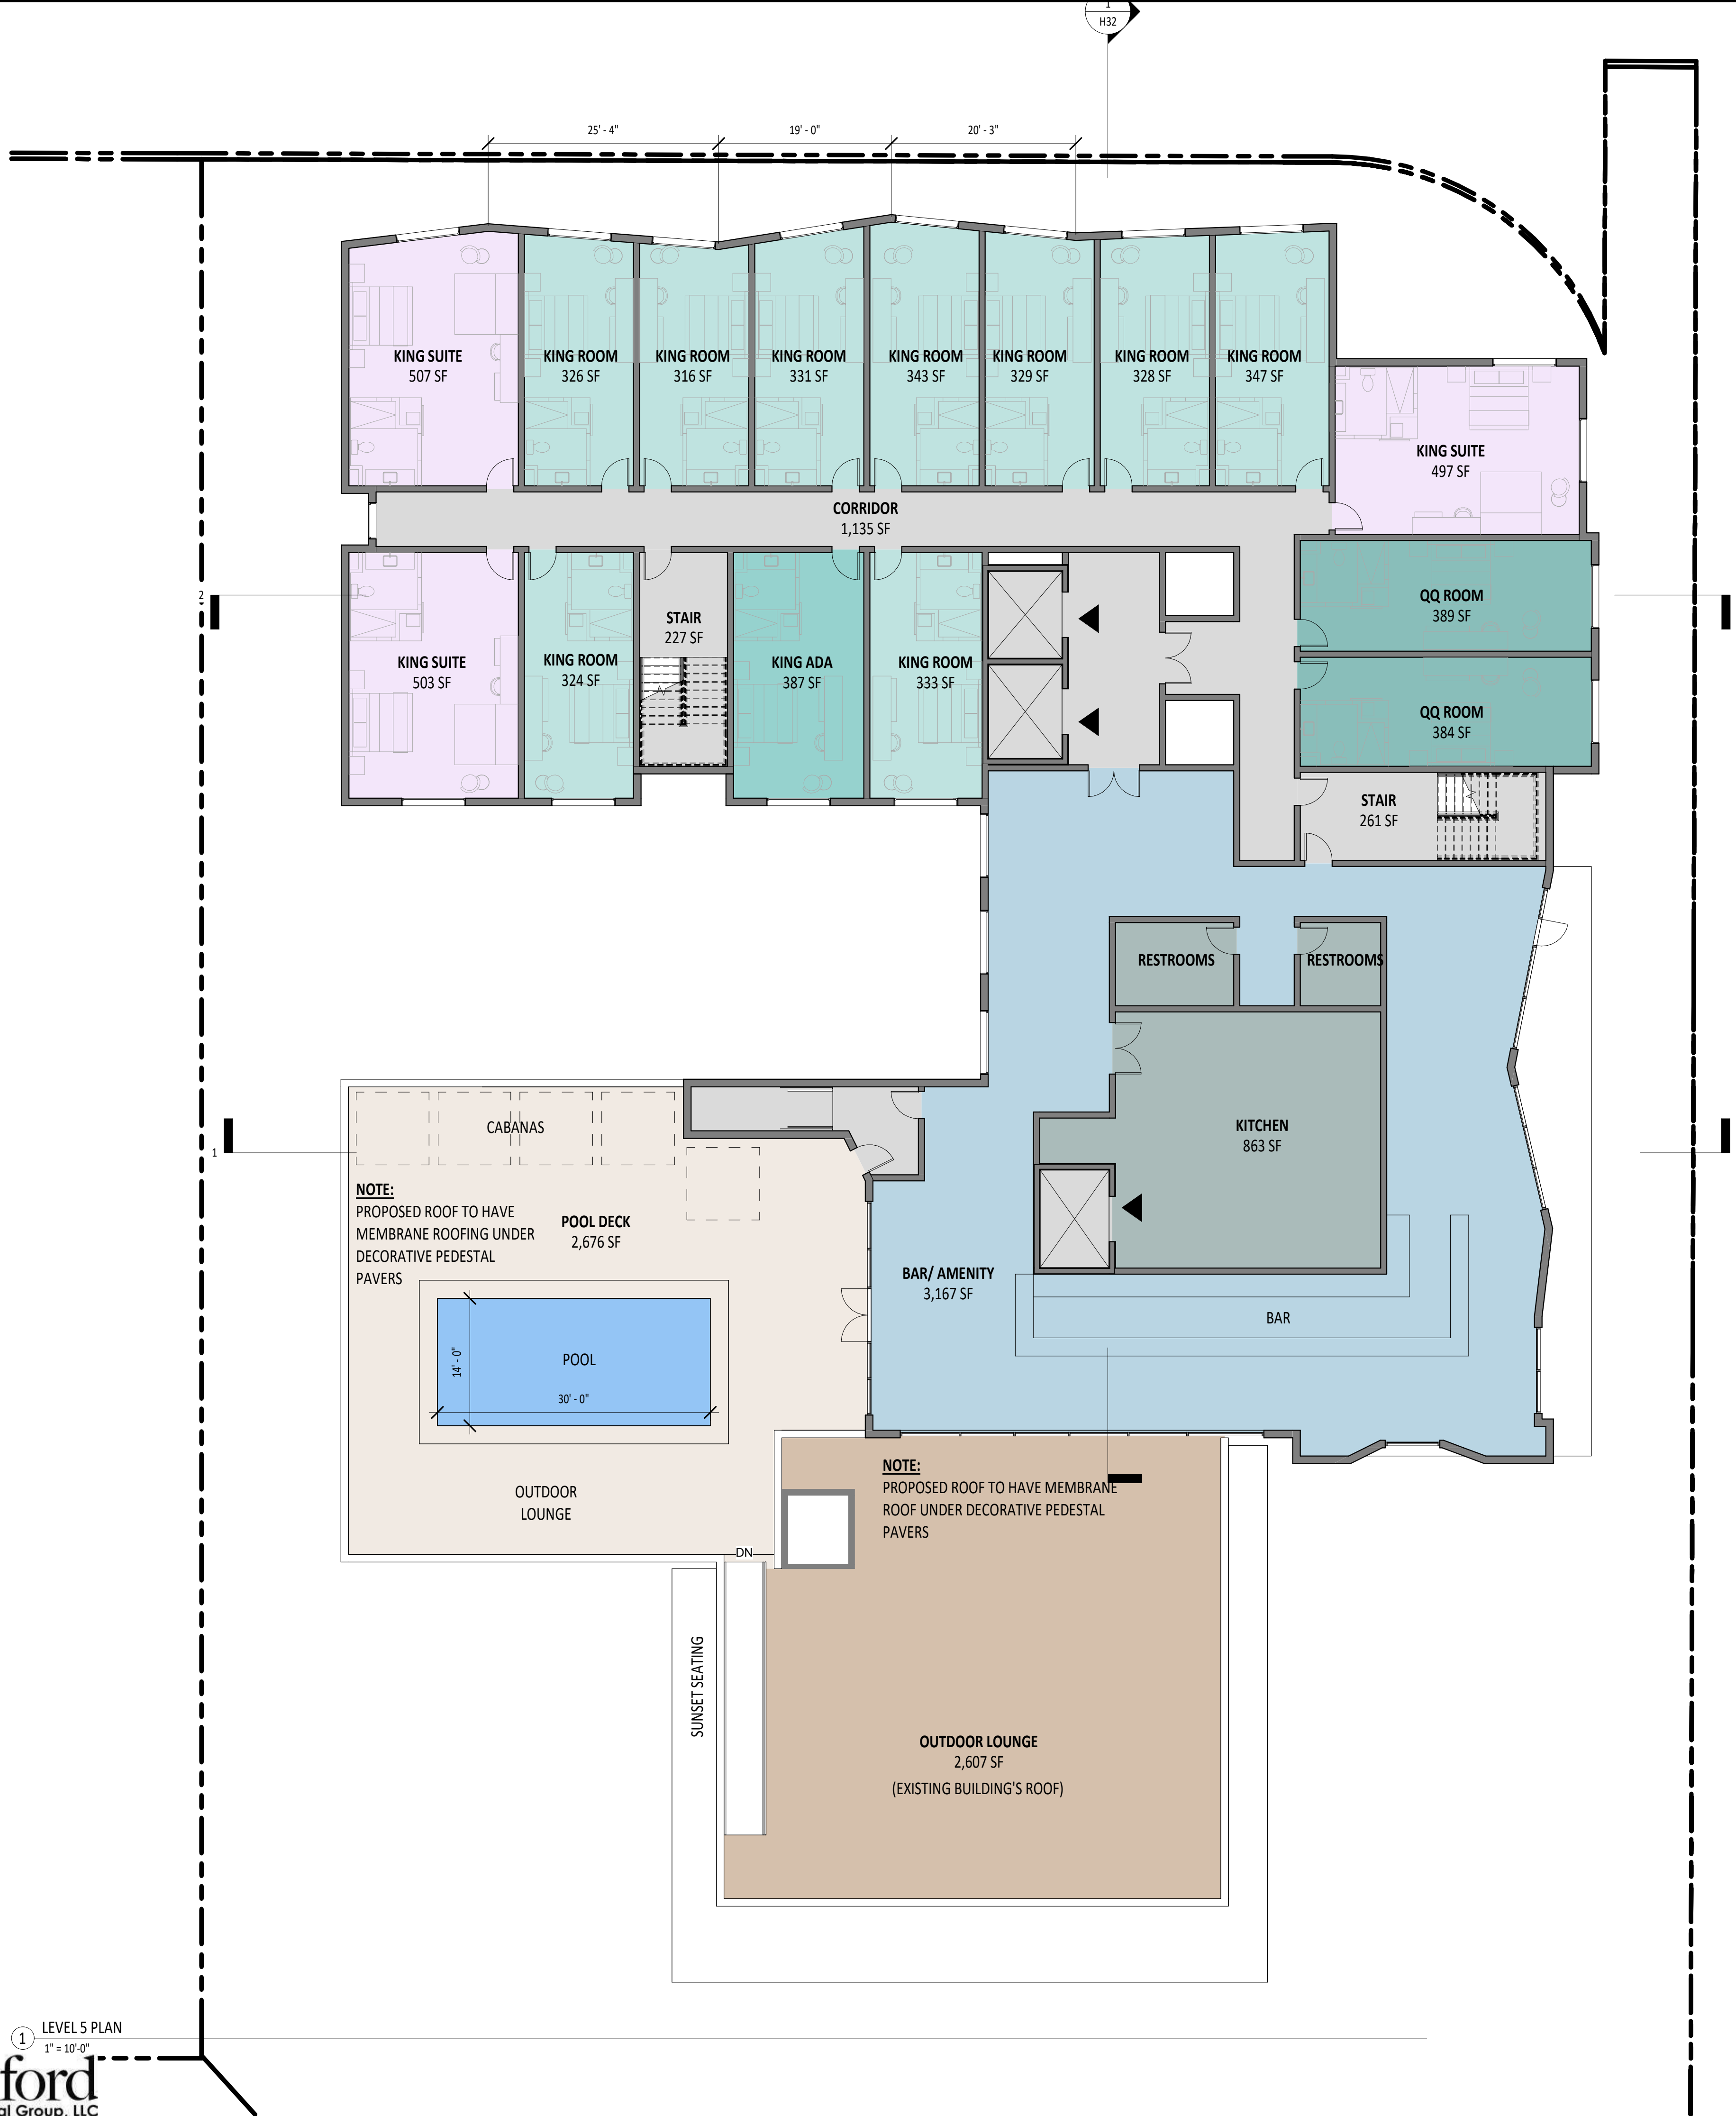 1
H32
25' - 4"
19' - 0"
20' - 3"
KING SUITE
507 SF
KING ROOM
326 SF
KING ROOM
316 SF
KING ROOM
331 SF
KING ROOM
343 SF
KING ROOM
329 SF
KING ROOM
328 SF
KING ROOM
347 SF
KING SUITE
497 SF
CORRIDOR
1,135 SF
2
KING SUITE
503 SF
KING ROOM
324 SF
STAIR
227 SF
KING ADA
387 SF
KING ROOM
333 SF
QQ ROOM
389 SF
QQ ROOM
384 SF
STAIR
261 SF
RESTROOMS
RESTROOMS
KITCHEN
863 SF
CABANAS
1
NOTE:
PROPOSED ROOF TO HAVE
MEMBRANE ROOFING UNDER
DECORATIVE PEDESTAL
PAVERS
POOL DECK
2,676 SF
BAR/ AMENITY
3,167 SF
BAR
14' - 0"
POOL
30' - 0"
OUTDOOR
LOUNGE
NOTE:
PROPOSED ROOF TO HAVE MEMBRANE
ROOF UNDER DECORATIVE PEDESTAL
PAVERS
DN
SUNSET SEATING
OUTDOOR LOUNGE
2,607 SF
(EXISTING BUILDING'S ROOF)
1
LEVEL 5 PLAN
1" = 10'-0"
ford
al Group, LLC